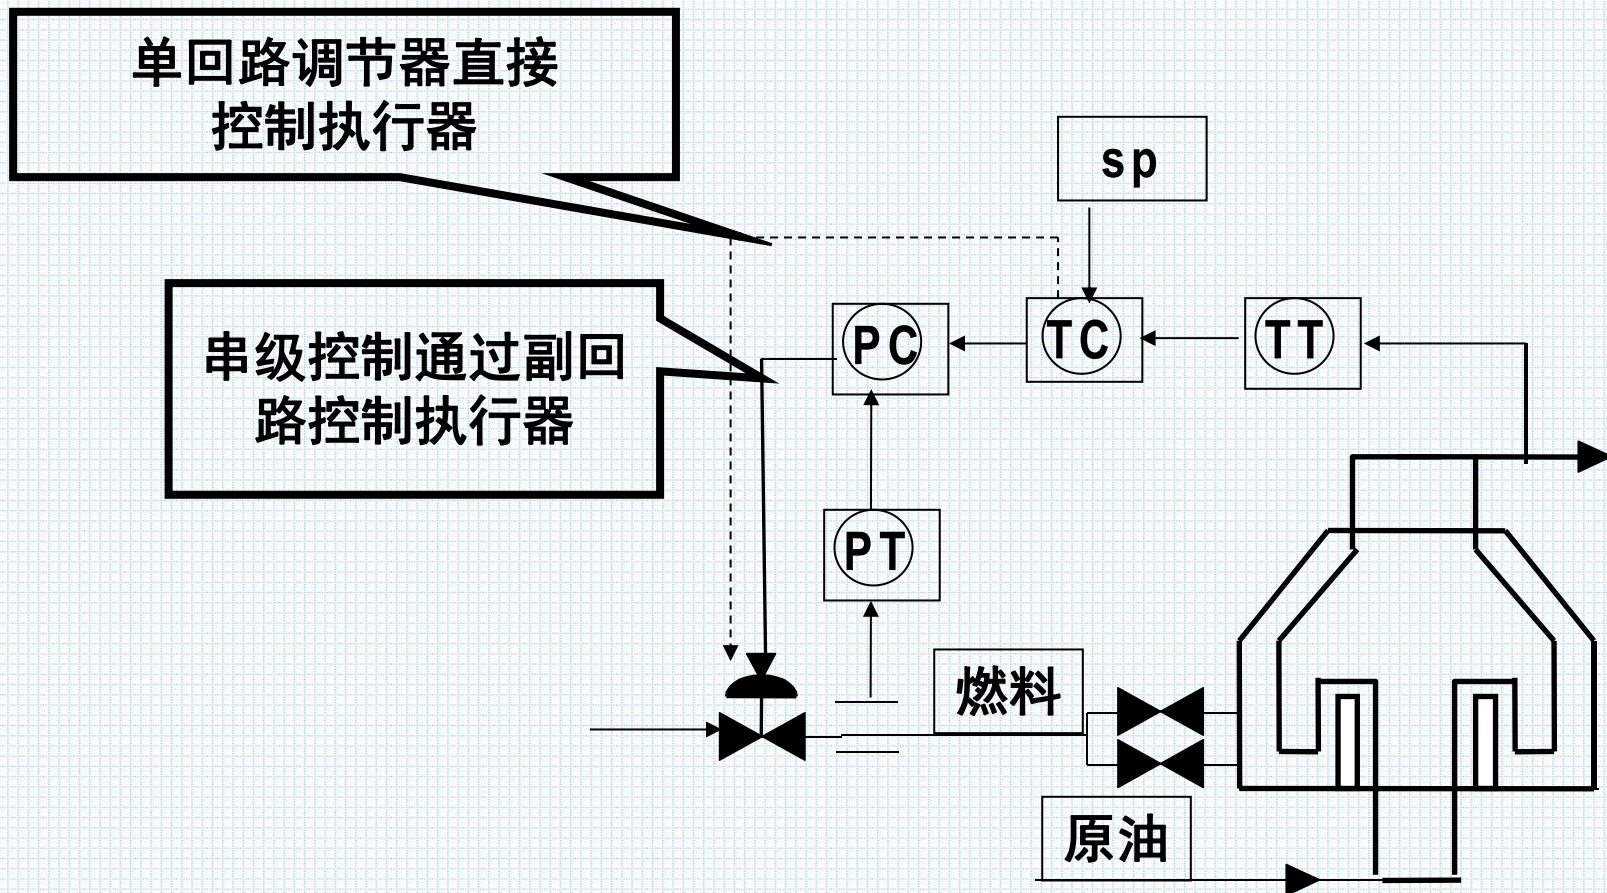 单回路调节器直接
控制执行器
sp
串级控制通过副回
路控制执行器
PC
TC
TT
PT
燃料
原油